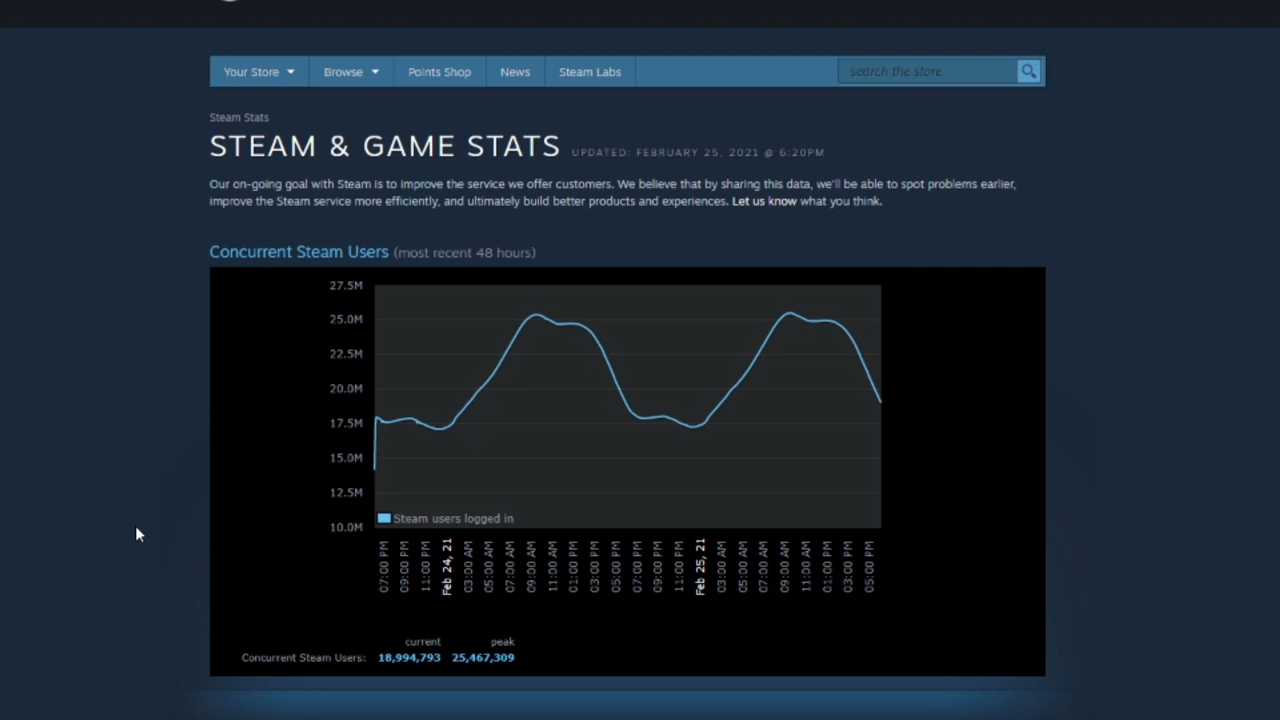 Your Store Browse Points Shop News Steam Labs search the store
Steam Stats
STEAM & GAME STATS UPDATED: FEBRUARY 25, 2021 @ 6:20PM
Our on-going goal with Steam is to improve the service we offer customers. We believe that by sharing this data, we'll be able to spot problems earlier,
improve the Steam service more efficiently, and ultimately build better products and experiences. Let us know what you think.
Concurrent Steam Users (most recent 48 hours)
27.5M
25.0M
22.5M
20.0M
17.5M
15.0M
12.5M
10.0M
Steam users logged in
07:00 PM
09:00 PM
11:00 PM
Feb 24, 21
03:00 AM
05:00 AM
07:00 AM
09:00 AM
11:00 AM
01:00 PM
03:00 PM
05:00 PM
07:00 PM
09:00 PM
11:00 PM
Feb 25, 21
03:00 AM
05:00 AM
07:00 AM
09:00 AM
11:00 AM
01:00 PM
03:00 PM
05:00 PM
current peak
Concurrent Steam Users: 18,994,793 25,467,309